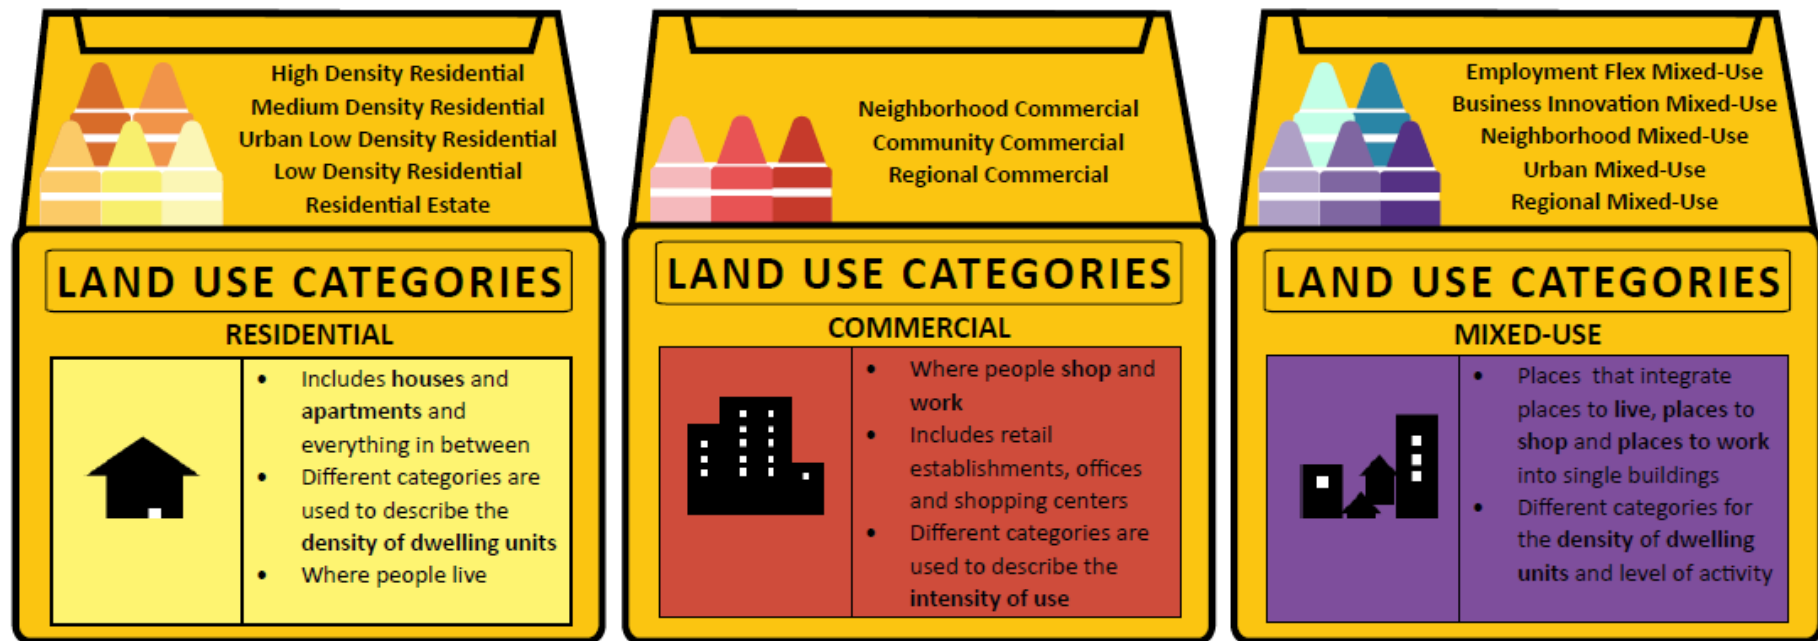 High Density Residential
Medium Density Residential
Urban Low Density Residential
Low Density Residential
Residential Estate
LAND USE CATEGORIES
RESIDENTIAL
• Includes houses and
apartments and
everything in between
• Different categories are
used to describe the
density of dwelling units
• Where people live
Neighborhood Commercial
Community Commercial
Regional Commercial
LAND USE CATEGORIES
COMMERCIAL
• Where people shop and
work
• Includes retail
establishments, offices
and shopping centers
• Different categories are
used to describe the
intensity of use
Employment Flex Mixed-Use
Business Innovation Mixed-Use
Neighborhood Mixed-Use
Urban Mixed-Use
Regional Mixed-Use
LAND USE CATEGORIES
MIXED-USE
• Places that integrate
places to live, places to
shop and places to work
into single buildings
• Different categories for
the density of dwelling
units and level of activity